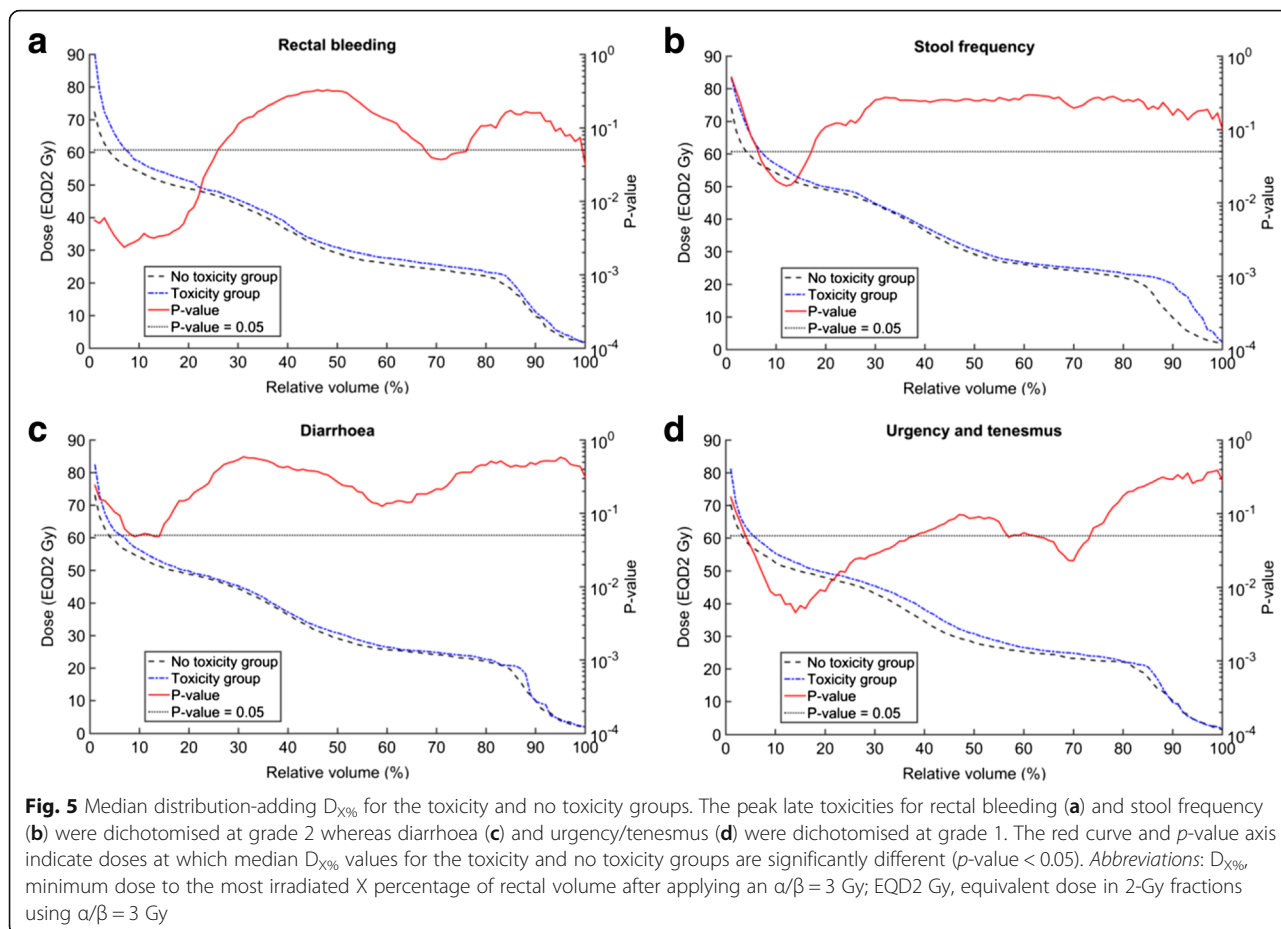 a
Rectal bleeding
90
80
70
60
50
40
30
20
10
0
Dose (EQD2 Gy)
10^0
10^-1
10^-2
10^-3
10^-4
P-value
No toxicity group
Toxicity group
P-value
P-value = 0.05
0 10 20 30 40 50 60 70 80 90 100
Relative volume (%)
b
Stool frequency
90
80
70
60
50
40
30
20
10
0
Dose (EQD2 Gy)
10^0
10^-1
10^-2
10^-3
10^-4
P-value
No toxicity group
Toxicity group
P-value
P-value = 0.05
0 10 20 30 40 50 60 70 80 90 100
Relative volume (%)
c
Diarrhoea
90
80
70
60
50
40
30
20
10
0
Dose (EQD2 Gy)
10^0
10^-1
10^-2
10^-3
10^-4
P-value
No toxicity group
Toxicity group
P-value
P-value = 0.05
0 10 20 30 40 50 60 70 80 90 100
Relative volume (%)
d
Urgency and tenesmus
90
80
70
60
50
40
30
20
10
0
Dose (EQD2 Gy)
10^0
10^-1
10^-2
10^-3
10^-4
P-value
No toxicity group
Toxicity group
P-value
P-value = 0.05
0 10 20 30 40 50 60 70 80 90 100
Relative volume (%)
Fig. 5 Median distribution-adding D_X% for the toxicity and no toxicity groups. The peak late toxicities for rectal bleeding (a) and stool frequency
(b) were dichotomised at grade 2 whereas diarrhoea (c) and urgency/tenesmus (d) were dichotomised at grade 1. The red curve and p-value axis
indicate doses at which median D_X% values for the toxicity and no toxicity groups are significantly different (p-value < 0.05). Abbreviations: D_X%,
minimum dose to the most irradiated X percentage of rectal volume after applying an α/β = 3 Gy; EQD2 Gy, equivalent dose in 2-Gy fractions
using α/β = 3 Gy